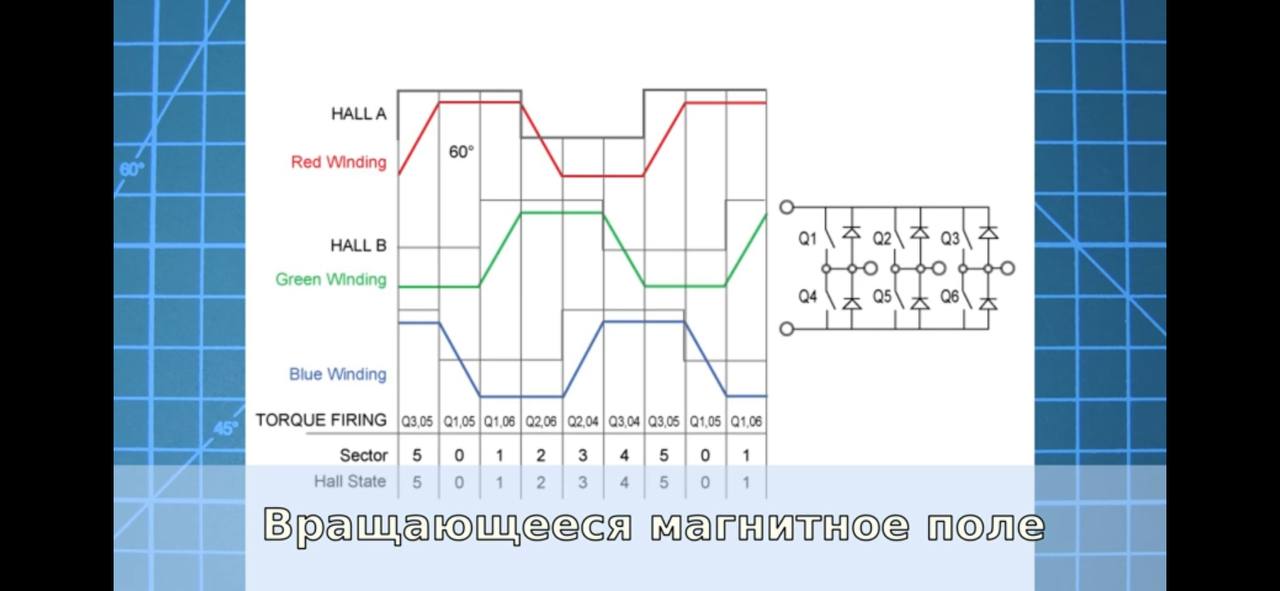 HALL A
Red WInding
60°
HALL B
Green WInding
Blue Winding
Q1 Q2 Q3
Q4 Q5 Q6
TORQUE FIRING Q3,05 Q1,05 Q1,06 Q2,06 Q2,04 Q3,04 Q3,05 Q1,05 Q1,06
Sector 5 0 1 2 3 4 5 0 1
Hall State 5 0 1 2 3 4 5 0 1
60°
45°
Вращающееся магнитное поле